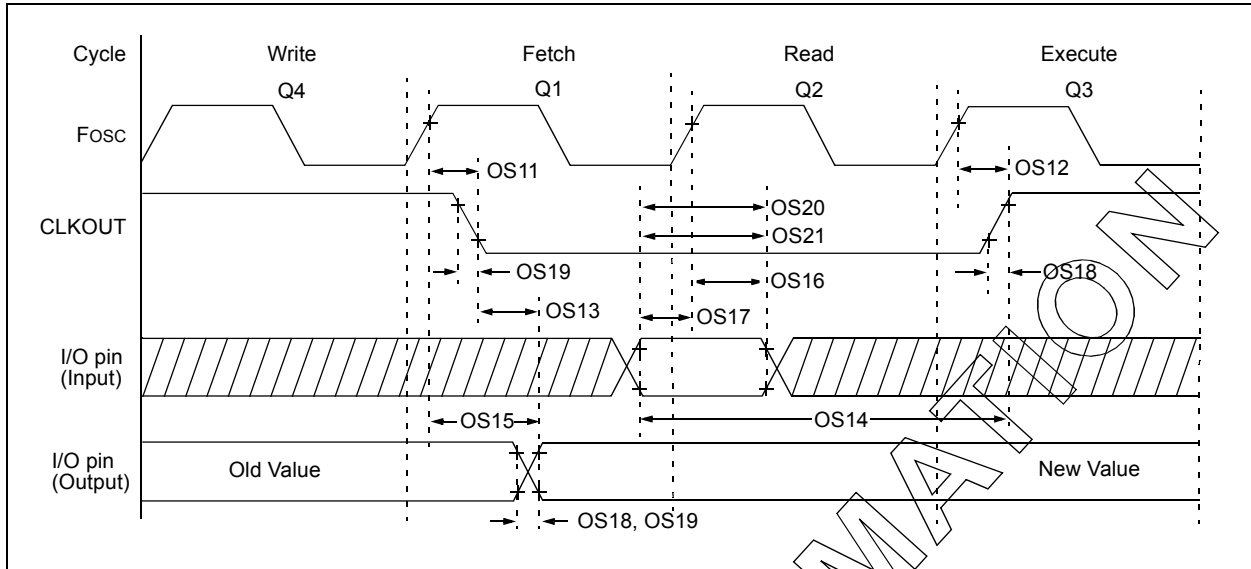 Cycle Write Fetch Read Execute
Q4 Q1 Q2 Q3
FOSC
OS11 OS12
CLKOUT
OS20
OS21
OS19 OS16 OS18
OS13 OS17
I/O pin
(Input)
OS15 OS14
I/O pin
(Output)
Old Value New Value
OS18, OS19
MATION